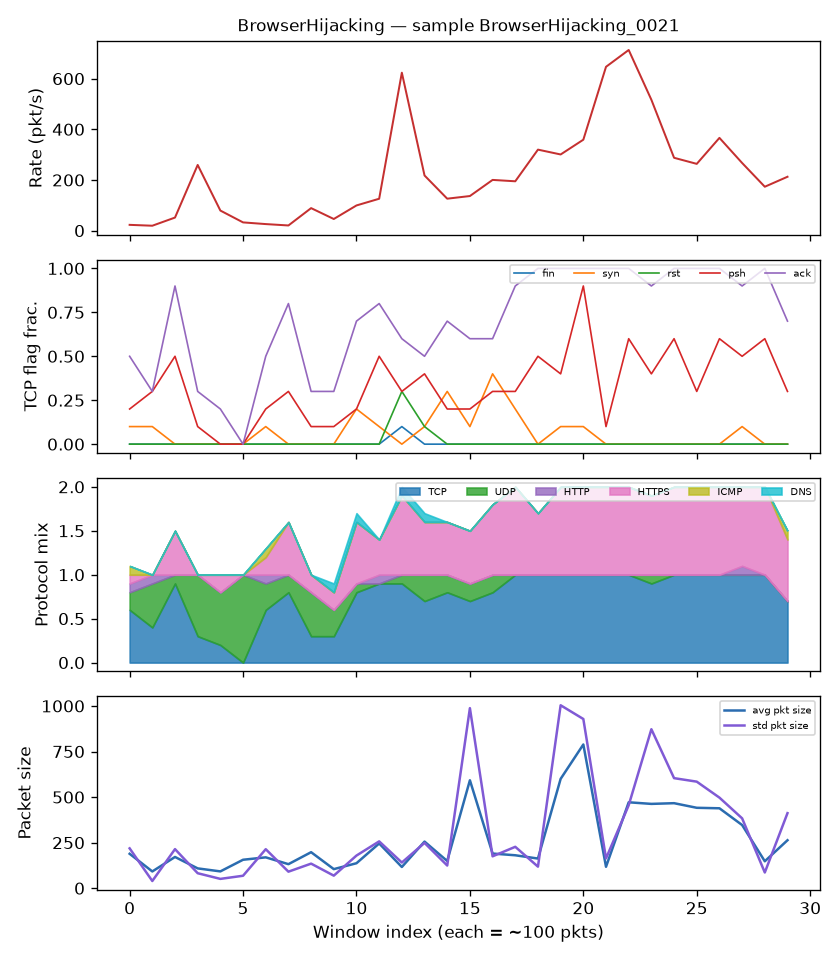 BrowserHijacking — sample BrowserHijacking_0021
Rate (pkt/s)
600
400
200
0
TCP flag frac.
1.00
0.75
0.50
0.25
0.00
fin syn rst psh ack
Protocol mix
2.0
1.5
1.0
0.5
0.0
TCP UDP HTTP HTTPS ICMP DNS
Packet size
1000
750
500
250
0
avg pkt size
std pkt size
0 5 10 15 20 25 30
Window index (each = ~100 pkts)